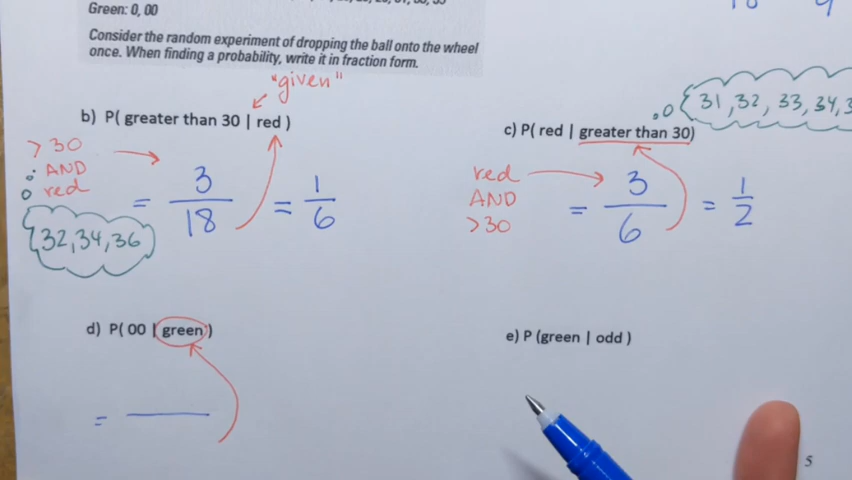 Green: 0, 00
Consider the random experiment of dropping the ball onto the wheel
once. When finding a probability, write it in fraction form.
"given"
b) P( greater than 30 | red )
> 30
AND
red
= 3/18 = 1/6
32,34,36
31,32, 33, 34, 3
c) P( red | greater than 30)
red
AND
>30
= 3/6 = 1/2
d) P( 00 | green )
=
e) P (green | odd )
5